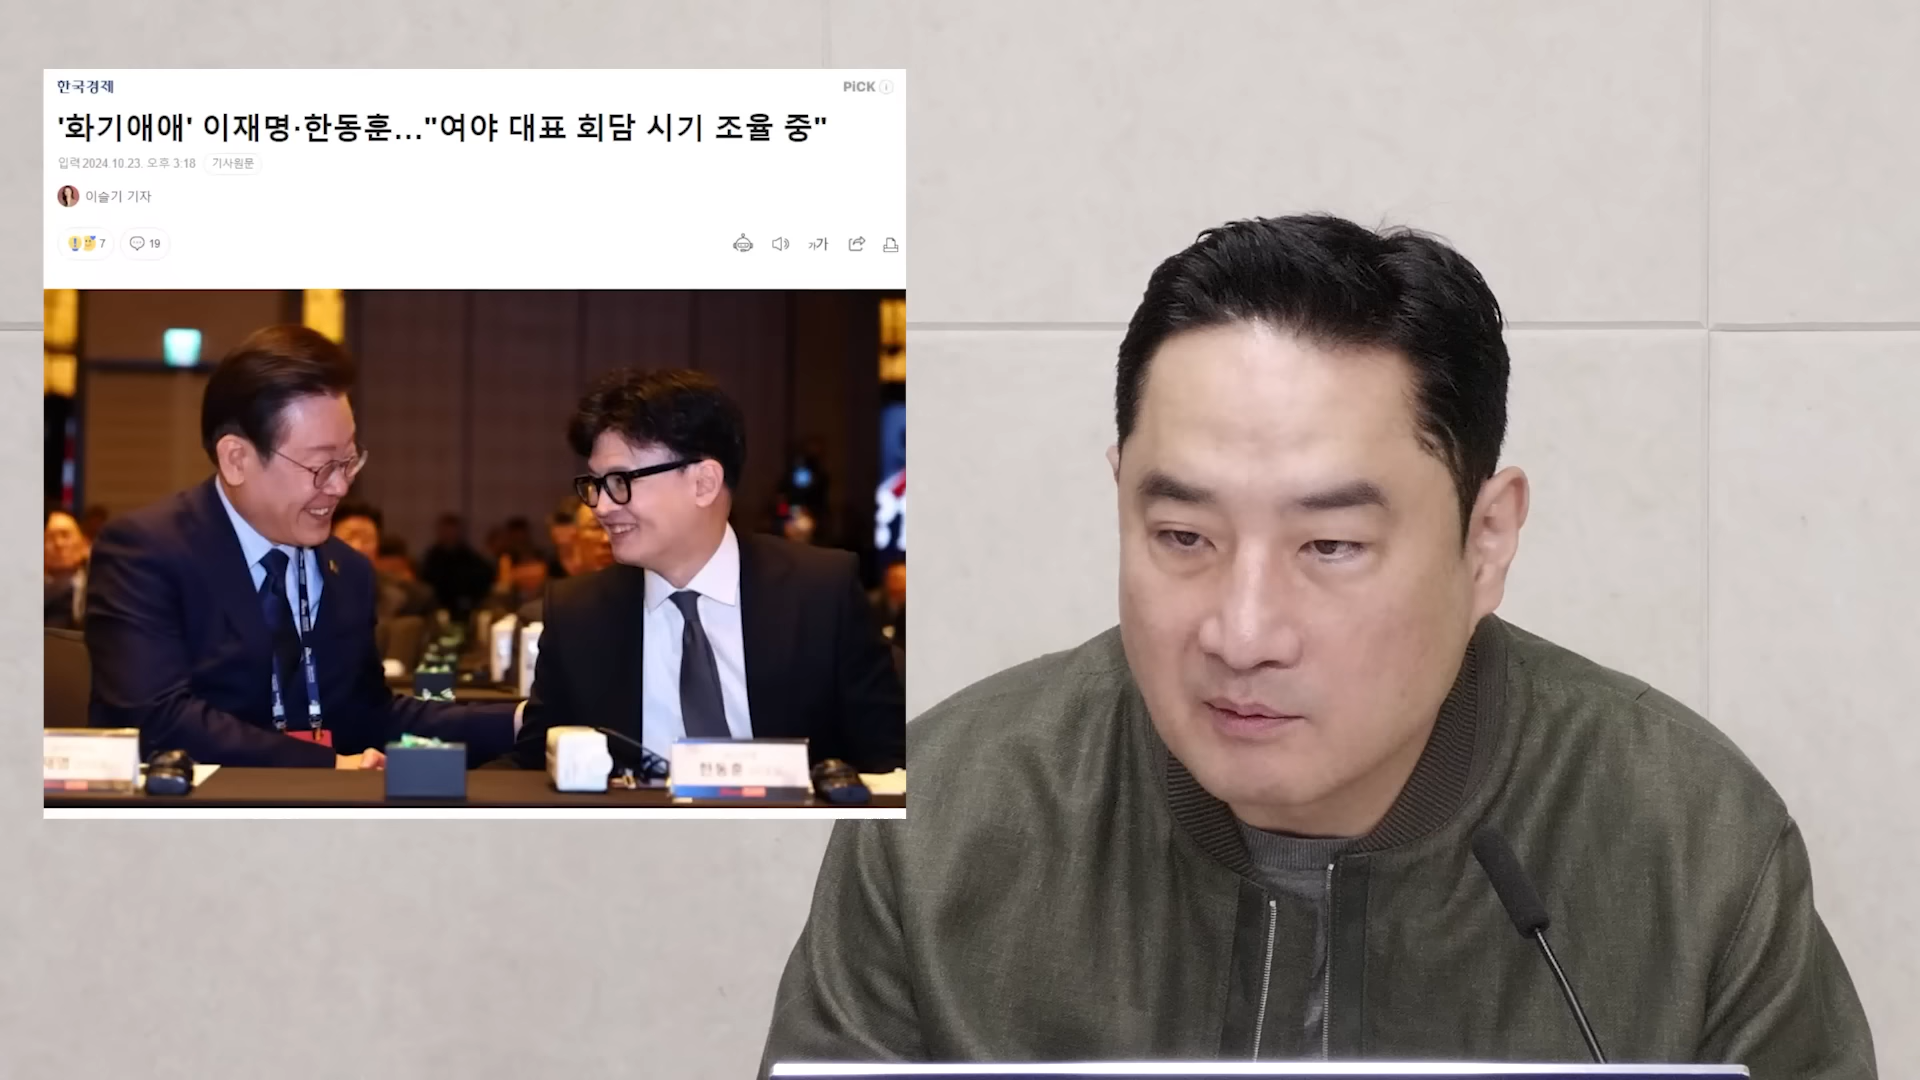 한국경제
PiCK
'화기애애' 이재명·한동훈…"여야 대표 회담 시기 조율 중"
입력 2024.10.23. 오후 3:18 기사원문
이슬기 기자
7 19
가가
한동훈